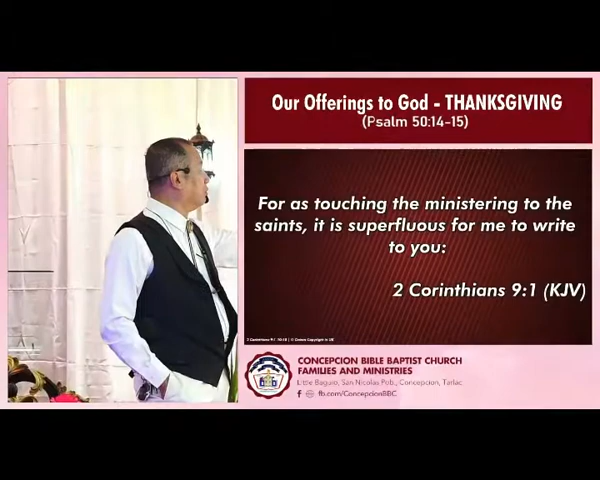 Our Offerings to God - THANKSGIVING
(Psalm 50:14-15)
For as touching the ministering to the
saints, it is superfluous for me to write
to you:
2 Corinthians 9:1 (KJV)
CONCEPCION BIBLE BAPTIST CHURCH
FAMILIES AND MINISTRIES
Little Baguio, San Nicolas Pob., Concepcion, Tarlac
fb.com/ConcepcionBBC